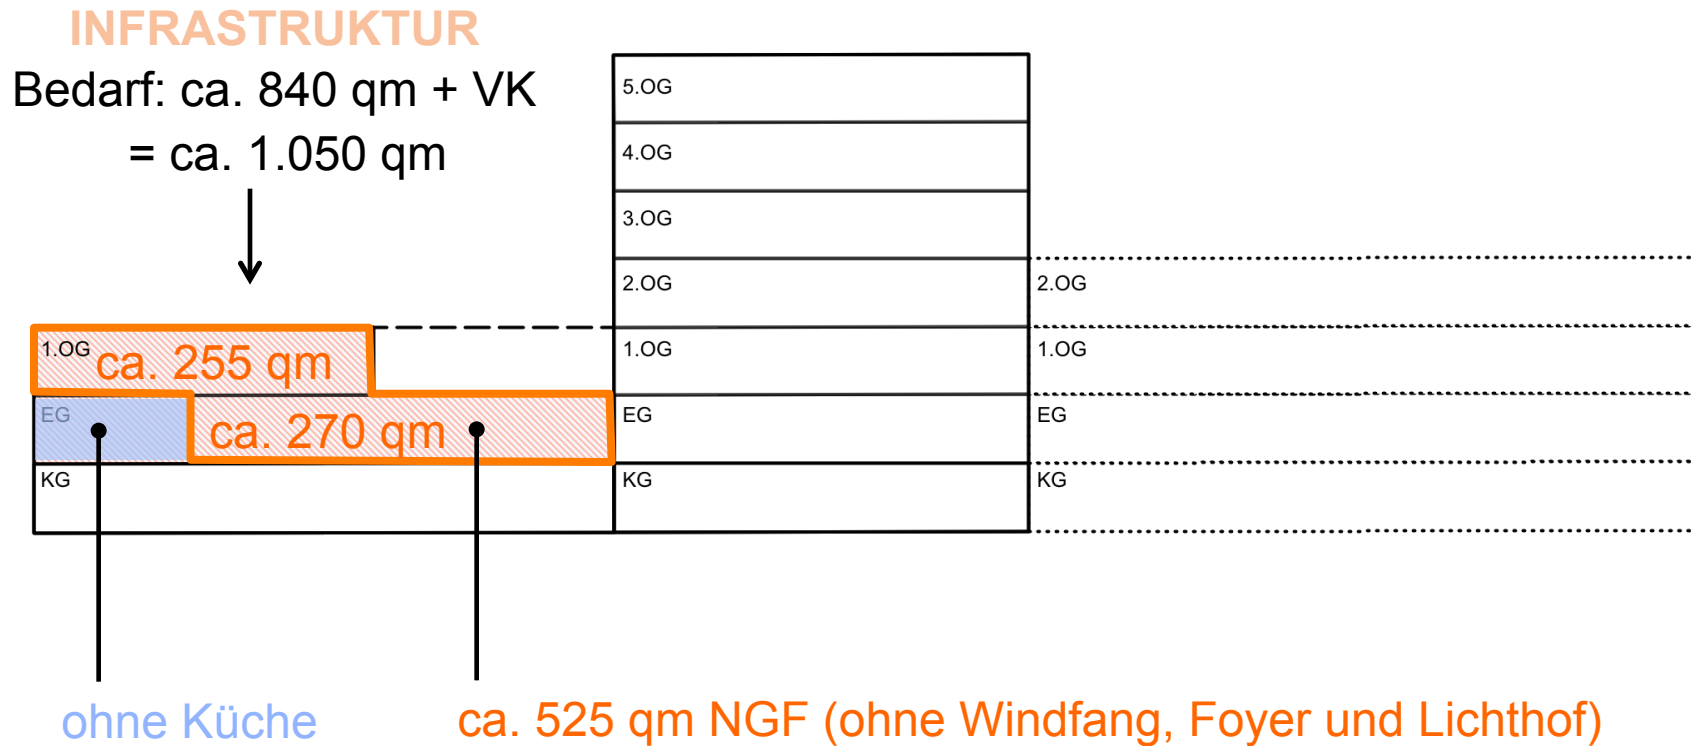 INFRASTRUKTUR
Bedarf: ca. 840 qm + VK
= ca. 1.050 qm
5.OG
4.OG
3.OG
2.OG
2.OG
1.OG
ca. 255 qm
1.OG
1.OG
EG
ca. 270 qm
EG
EG
KG
KG
KG
ohne Küche
ca. 525 qm NGF (ohne Windfang, Foyer und Lichthof)